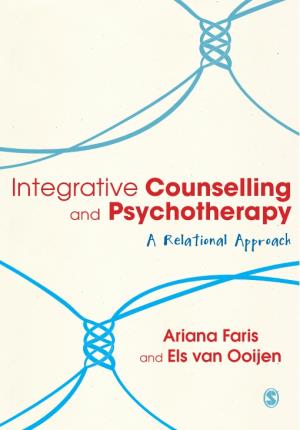 Integrative Counselling
and Psychotherapy
A Relational Approach
Ariana Faris
and Els van Ooijen
S